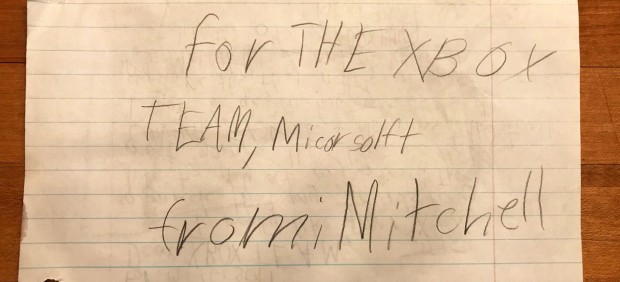 for THE XBOX
TEAM, Micorsolft
from; Mitchell